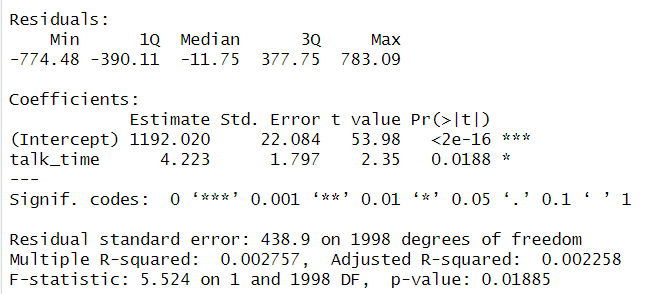 Residuals:
    Min      1Q  Median      3Q     Max
-774.48 -390.11  -11.75  377.75  783.09

Coefficients:
            Estimate Std. Error t value Pr(>|t|)
(Intercept) 1192.020     22.084   53.98   <2e-16 ***
talk_time      4.223      1.797    2.35   0.0188 *
---
Signif. codes:  0 ‘***’ 0.001 ‘**’ 0.01 ‘*’ 0.05 ‘.’ 0.1 ‘ ’ 1

Residual standard error: 438.9 on 1998 degrees of freedom
Multiple R-squared:  0.002757,  Adjusted R-squared:  0.002258
F-statistic: 5.524 on 1 and 1998 DF,  p-value: 0.01885